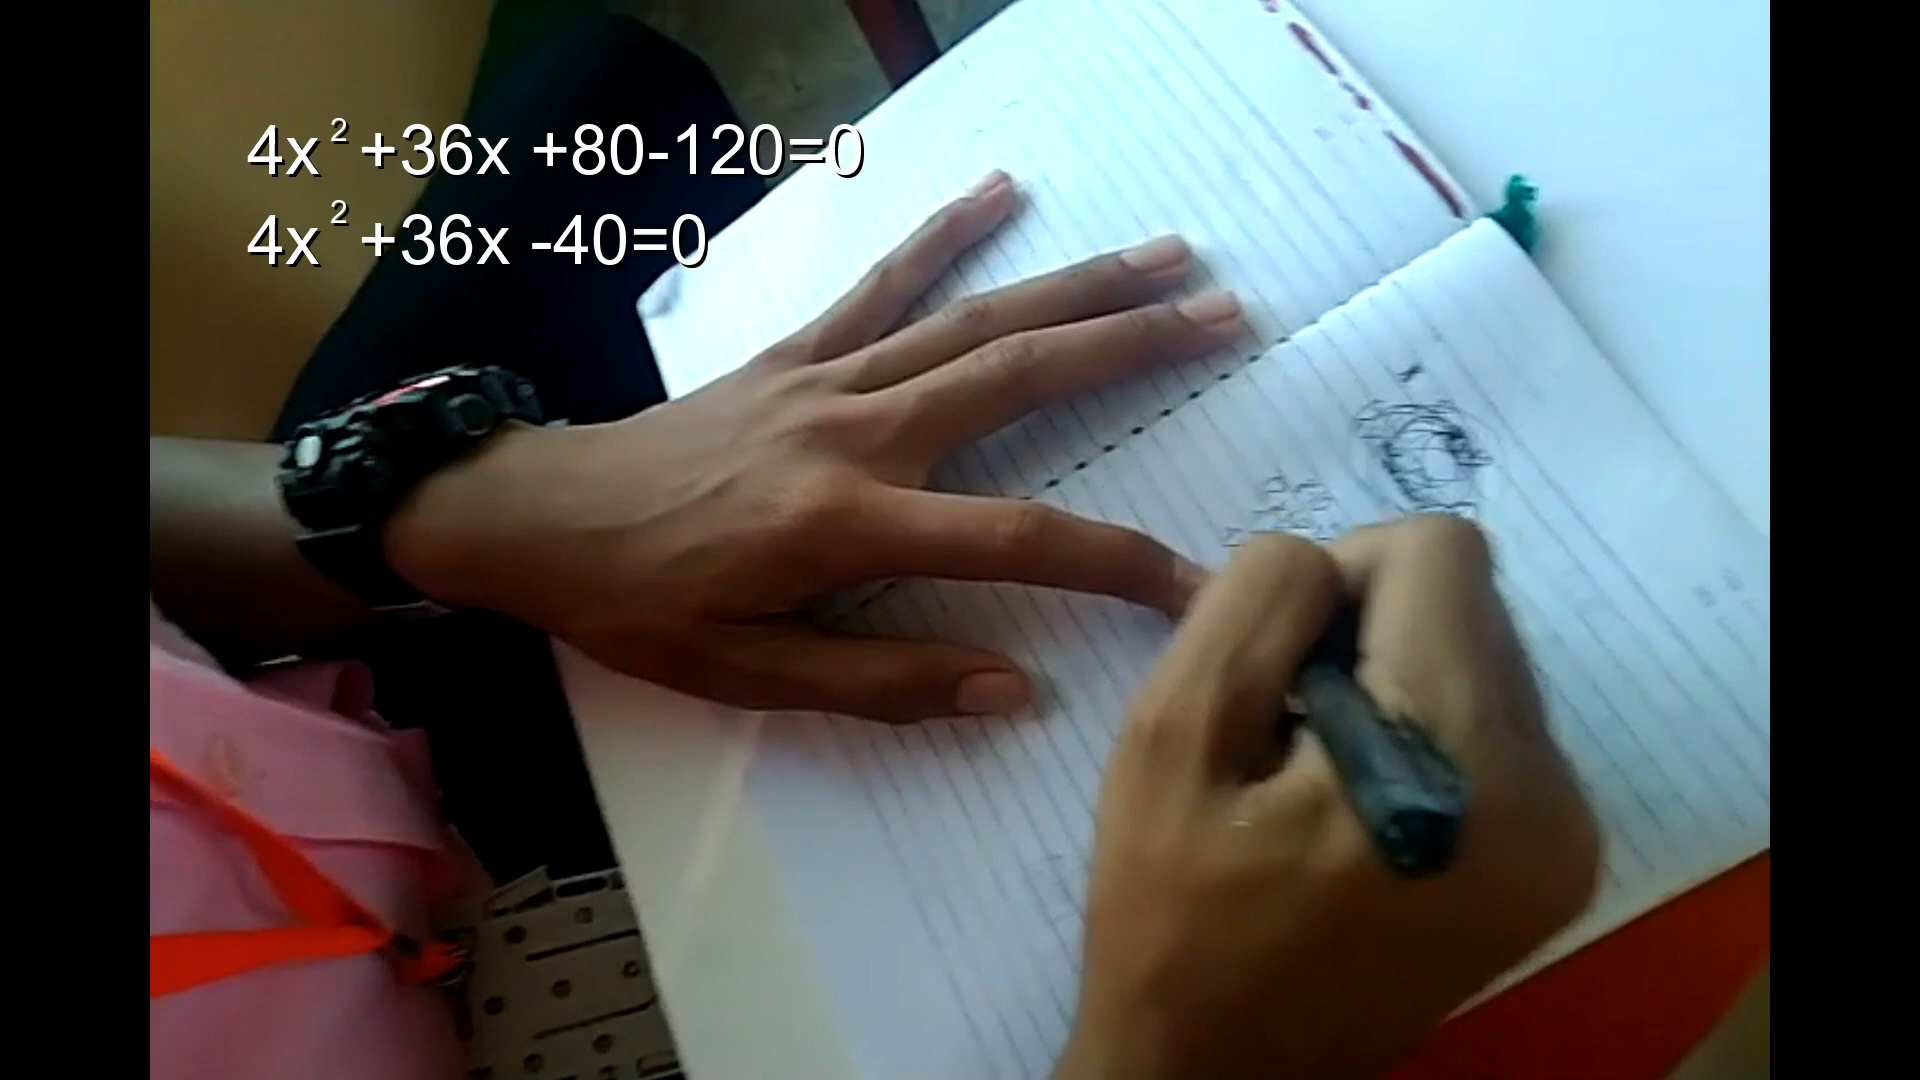 4x² +36x +80-120=0
4x² +36x -40=0